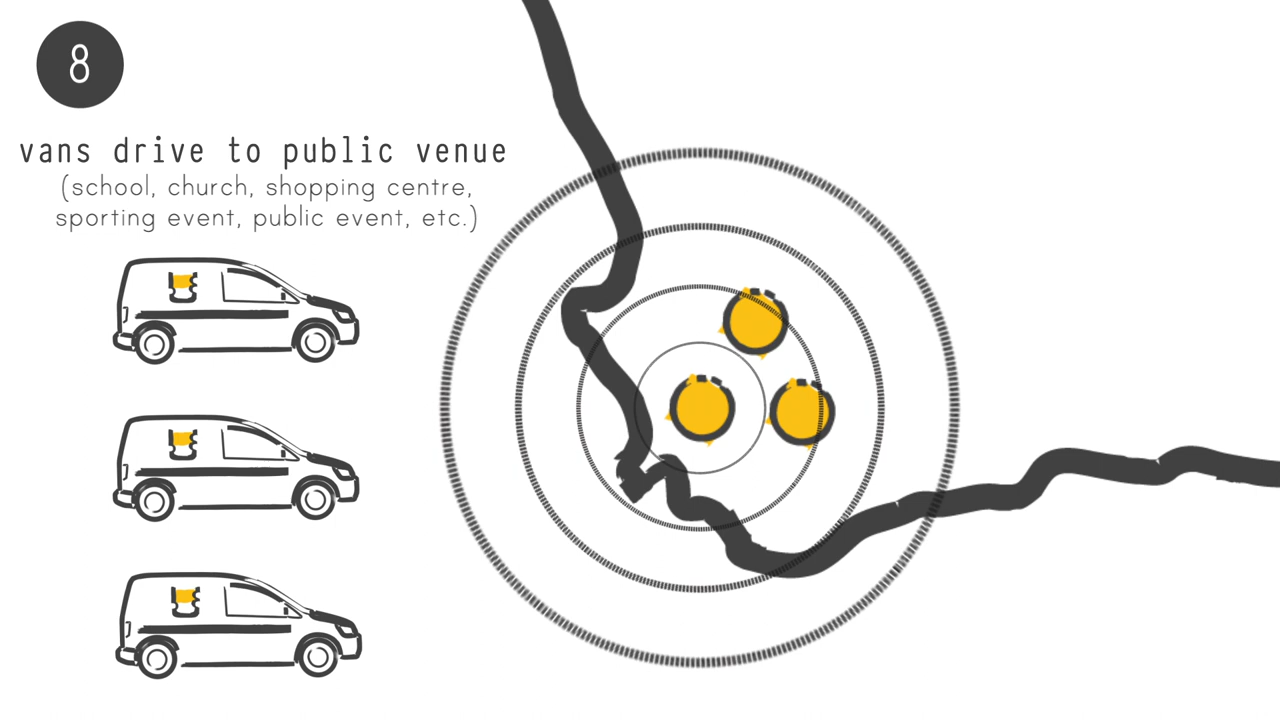 8
vans drive to public venue
(school, church, shopping centre,
sporting event, public event, etc.)